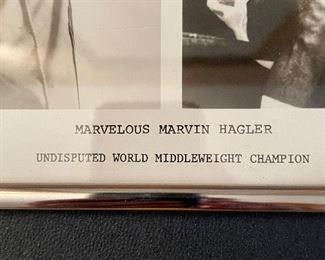 MARVELOUS MARVIN HAGLER
UNDISPUTED WORLD MIDDLEWEIGHT CHAMPION